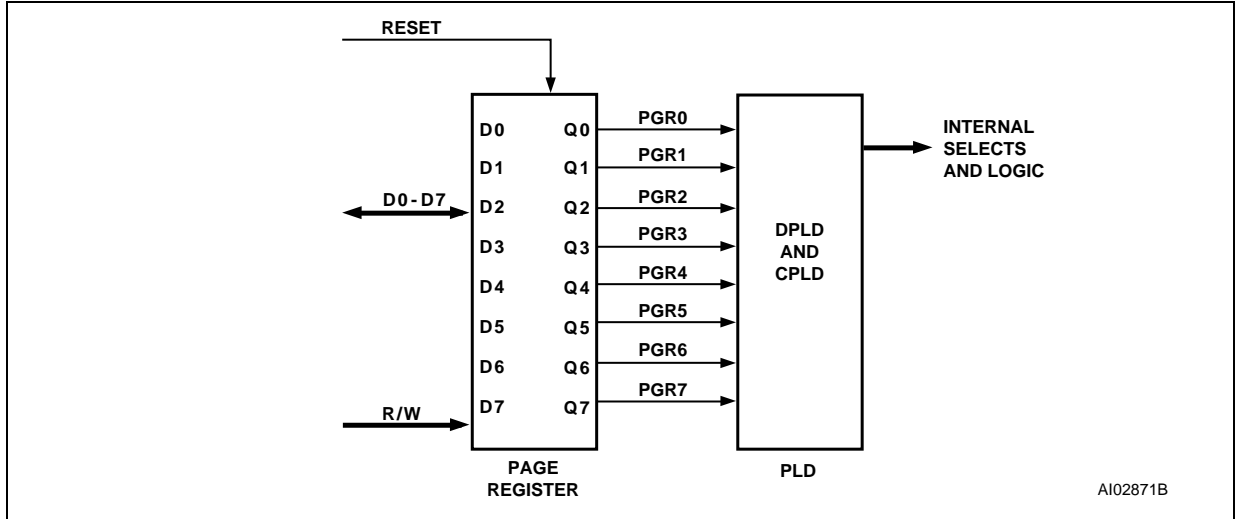 RESET
D0 Q0 PGR0
D1 Q1 PGR1
D0-D7 D2 Q2 PGR2
D3 Q3 PGR3
D4 Q4 PGR4
D5 Q5 PGR5
D6 Q6 PGR6
R/W D7 Q7 PGR7
DPLD
AND
CPLD
INTERNAL
SELECTS
AND LOGIC
PAGE
REGISTER
PLD
AI02871B